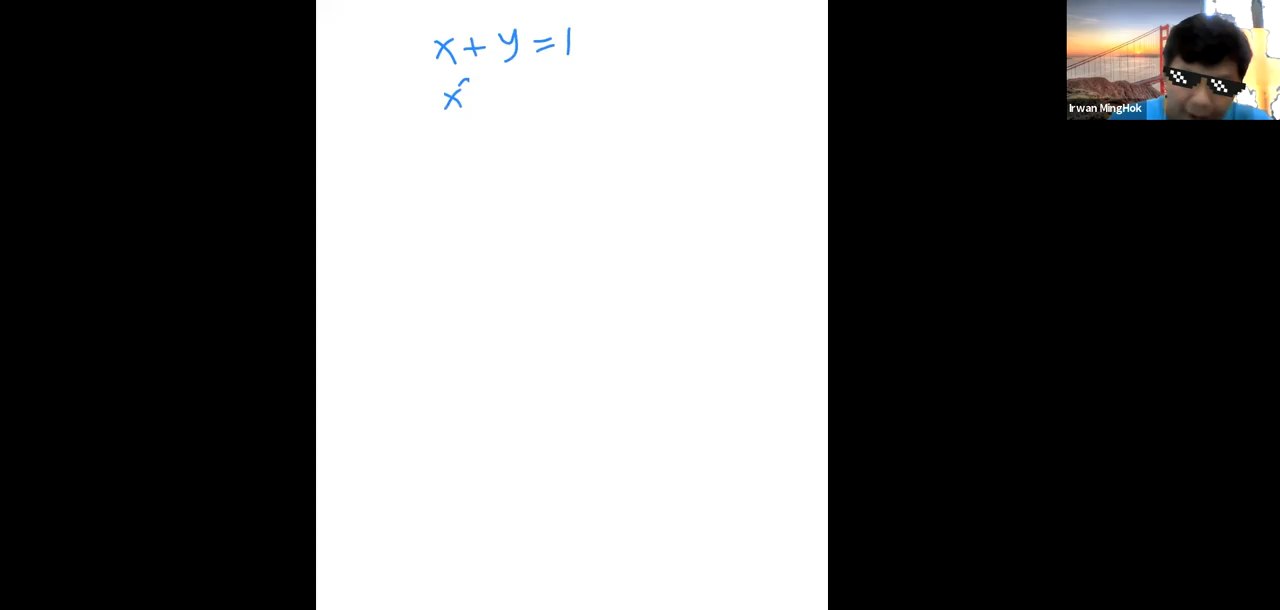 x + y = 1
x
Irwan MingHok